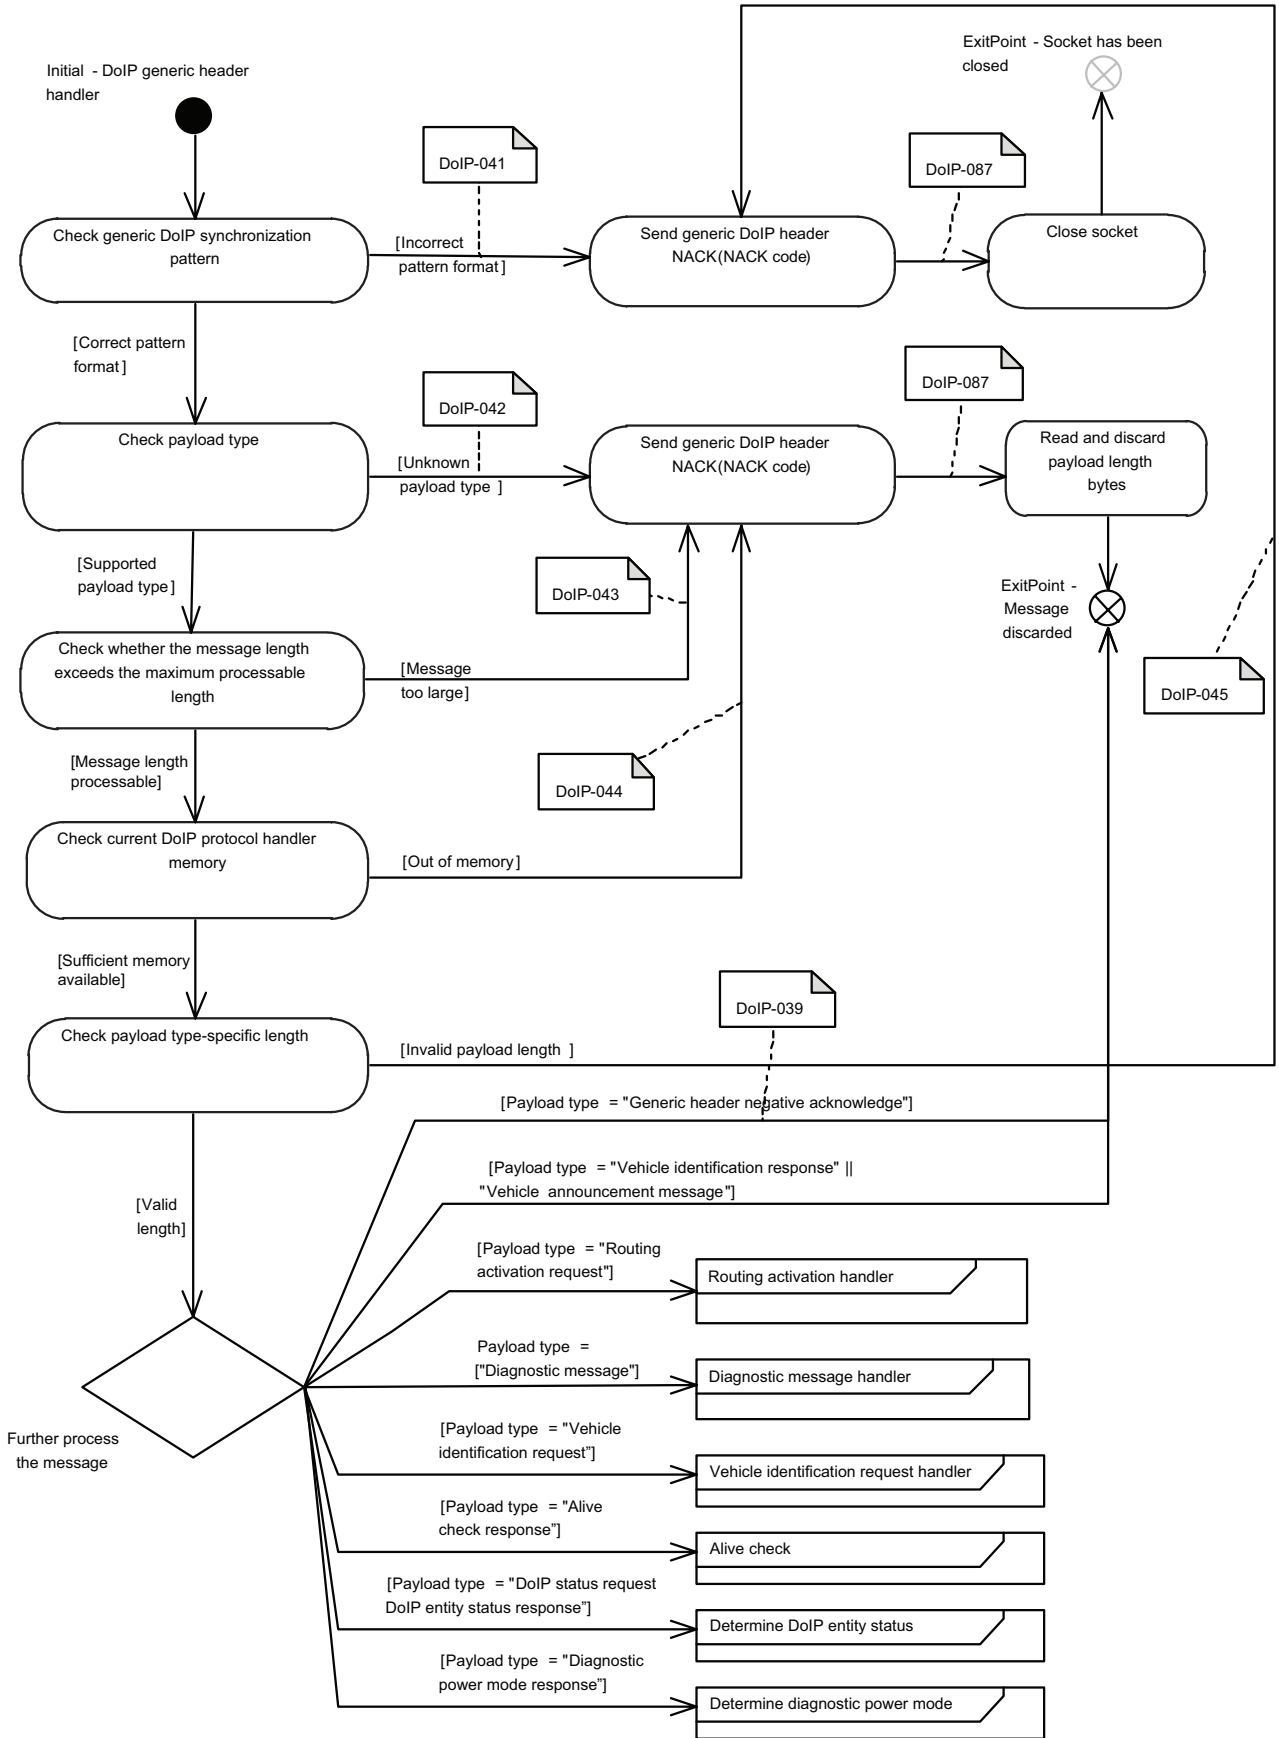 ExitPoint - Socket has been
closed
Initial - DoIP generic header
handler
DoIP-041
DoIP-087
Check generic DoIP synchronization
pattern
[Incorrect
pattern format]
Send generic DoIP header
NACK(NACK code)
Close socket
[Correct pattern
format]
DoIP-042
DoIP-087
Check payload type
[Unknown
payload type ]
Send generic DoIP header
NACK(NACK code)
Read and discard
payload length
bytes
[Supported
payload type]
DoIP-043
ExitPoint -
Message
discarded
Check whether the message length
exceeds the maximum processable
length
[Message
too large]
DoIP-045
[Message length
processable]
DoIP-044
Check current DoIP protocol handler
memory
[Out of memory]
[Sufficient memory
available]
DoIP-039
Check payload type-specific length
[Invalid payload length ]
[Payload type = "Generic header negative acknowledge"]
[Payload type = "Vehicle identification response" ||
"Vehicle announcement message"]
[Valid
length]
[Payload type = "Routing
activation request"]
Routing activation handler
Payload type =
["Diagnostic message"]
Diagnostic message handler
Further process
the message
[Payload type = "Vehicle
identification request”]
Vehicle identification request handler
[Payload type = "Alive
check response”]
Alive check
[Payload type = "DoIP status request
DoIP entity status response”]
Determine DoIP entity status
[Payload type = "Diagnostic
power mode response”]
Determine diagnostic power mode